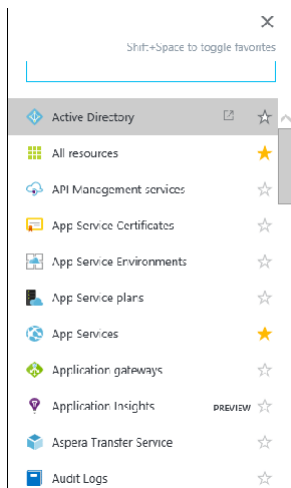 Shift+Space to toggle favorites
Active Directory
All resources
API Management services
App Service Certificates
App Service Environments
App Service plans
App Services
Application gateways
Application Insights PREVIEW
Aspera Transfer Service
Audit Logs